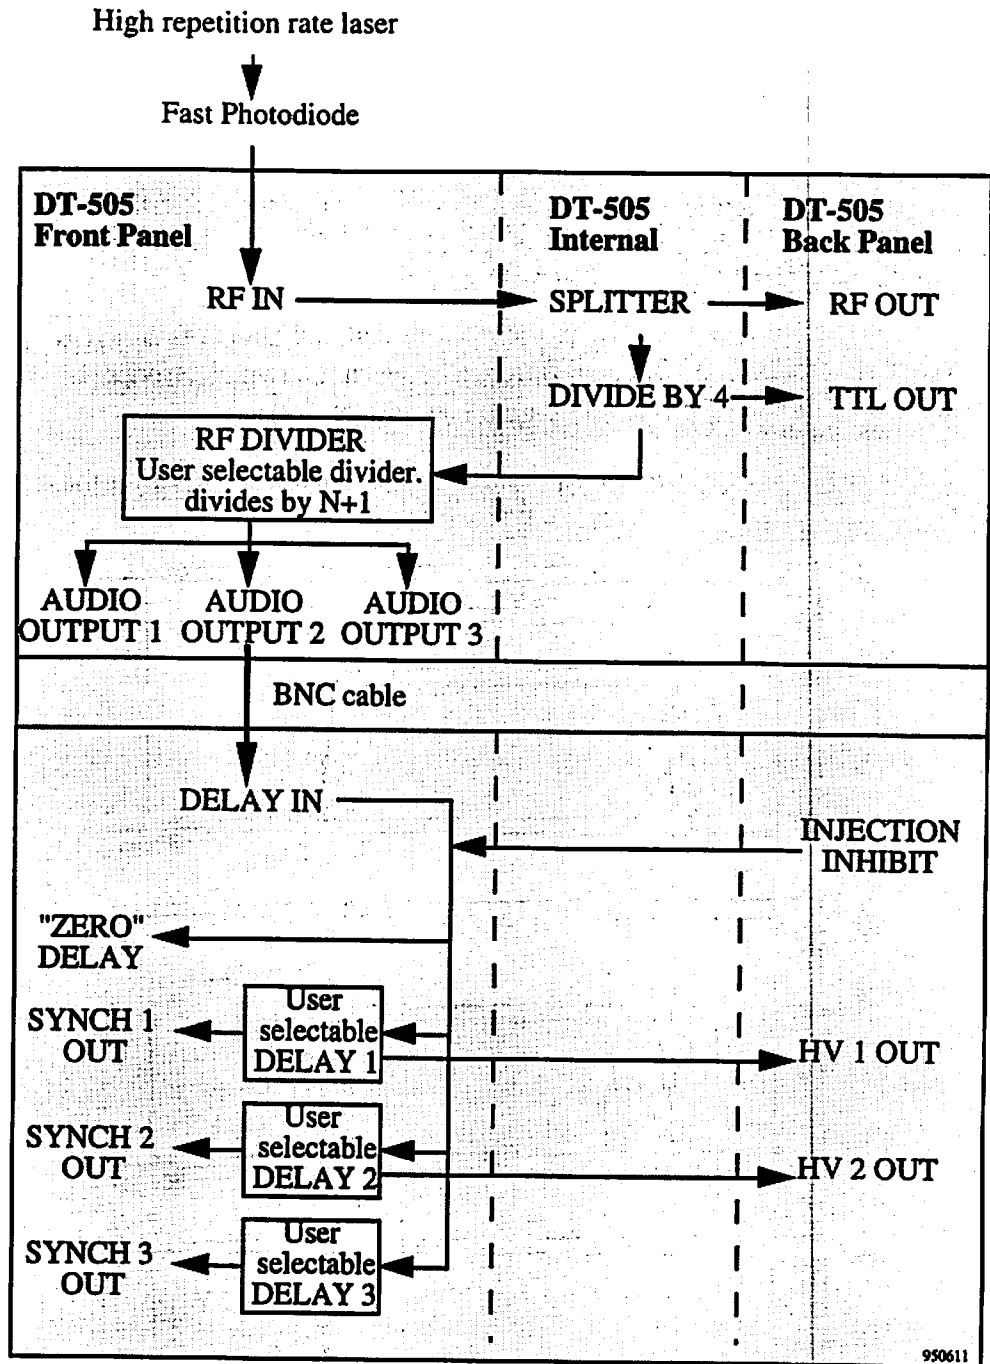 High repetition rate laser
Fast Photodiode
DT-505
Front Panel
DT-505
Internal
DT-505
Back Panel
RF IN
SPLITTER
RF OUT
DIVIDE BY 4
TTL OUT
RF DIVIDER
User selectable divider.
divides by N+1
AUDIO
OUTPUT 1
AUDIO
OUTPUT 2
AUDIO
OUTPUT 3
BNC cable
DELAY IN
INJECTION
INHIBIT
"ZERO"
DELAY
SYNCH 1
OUT
User
selectable
DELAY 1
HV 1 OUT
SYNCH 2
OUT
User
selectable
DELAY 2
HV 2 OUT
SYNCH 3
OUT
User
selectable
DELAY 3
950611